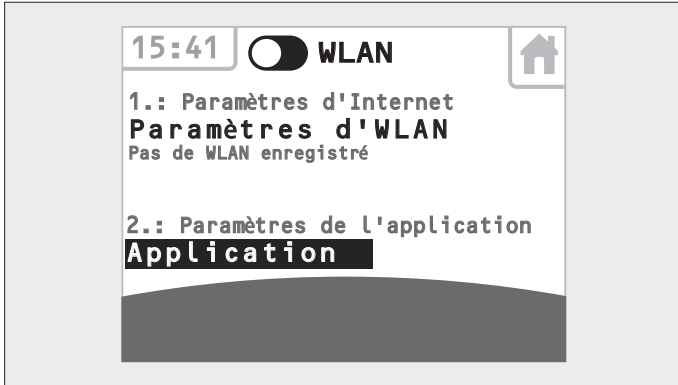 15:41 WLAN
1.: Paramètres d'Internet
Paramètres d'WLAN
Pas de WLAN enregistré
2.: Paramètres de l'application
Application